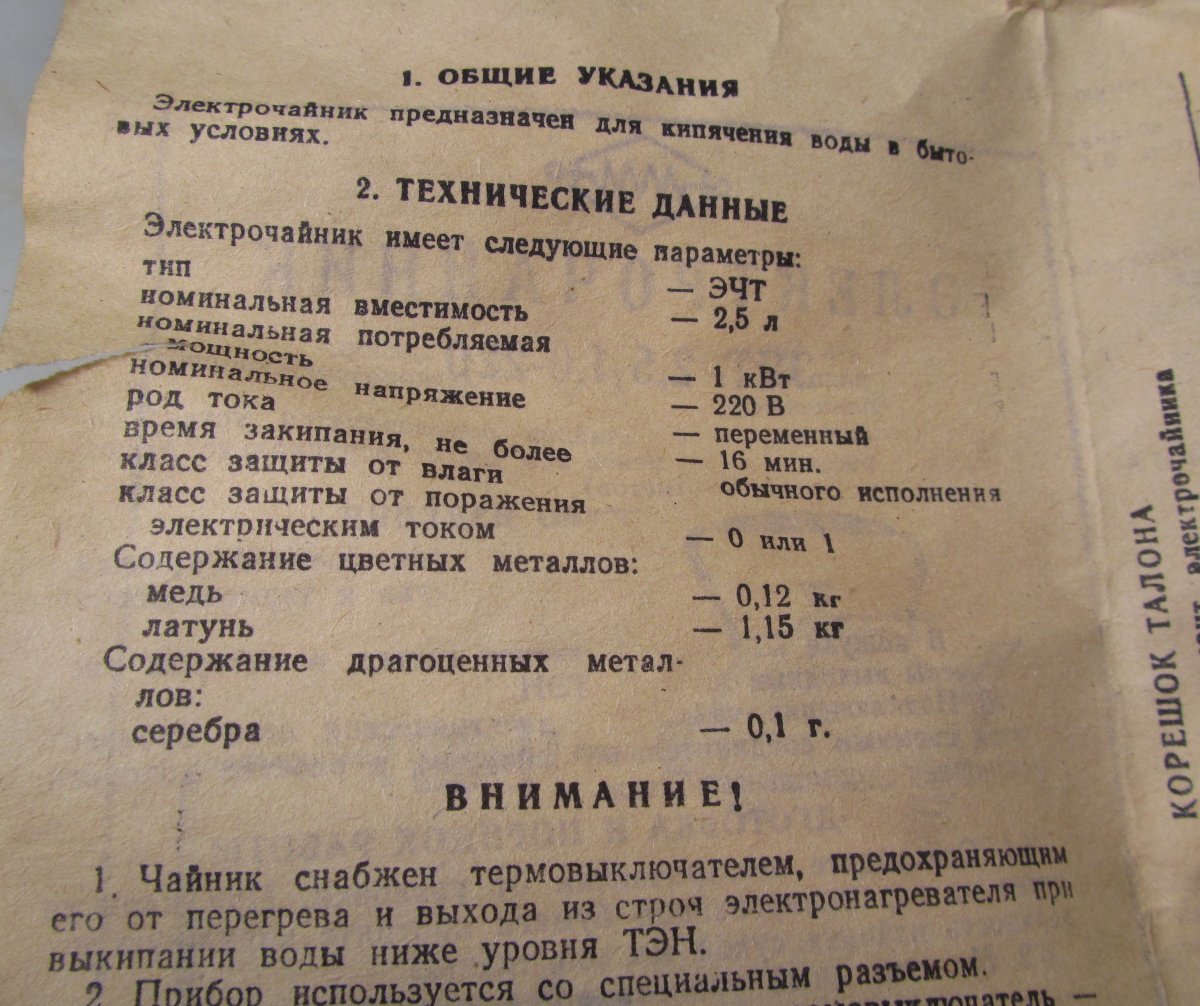 1. ОБЩИЕ УКАЗАНИЯ
Электрочайник предназначен для кипячения воды в быто-
вых условиях.
2. ТЕХНИЧЕСКИЕ ДАННЫЕ
Электрочайник имеет следующие параметры:
тип — ЭЧТ
номинальная вместимость — 2,5 л
номинальная потребляемая
мощность — 1 кВт
номинальное напряжение — 220 В
род тока — переменный
время закипания, не более — 16 мин.
класс защиты от влаги обычного исполнения
класс защиты от поражения
электрическим током — 0 или 1
Содержание цветных металлов:
медь — 0,12 кг
латунь — 1,15 кг
Содержание драгоценных метал-
лов:
серебра — 0,1 г.
ВНИМАНИЕ!
1. Чайник снабжен термовыключателем, предохраняющим
его от перегрева и выхода из строя электронагревателя при
выкипании воды ниже уровня ТЭН.
2 Прибор используется со специальным разъемом.
КОРЕШОК ТАЛОНА
электрочайника